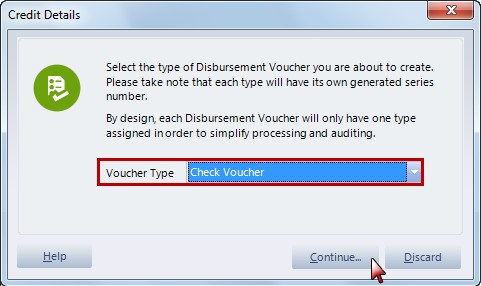 Credit Details
Select the type of Disbursement Voucher you are about to create.
Please take note that each type will have its own generated series
number.
By design, each Disbursement Voucher will only have one type
assigned in order to simplify processing and auditing.
Voucher Type Check Voucher
Help Continue... Discard